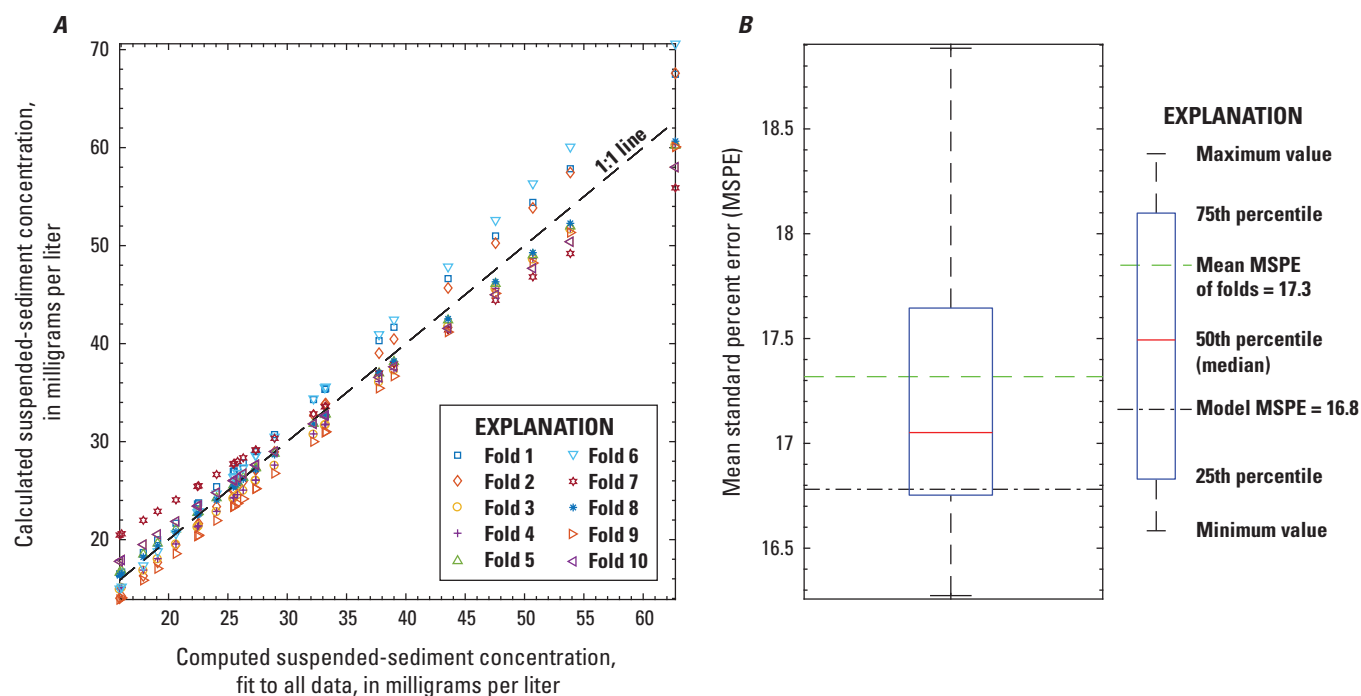 A
Calculated suspended-sediment concentration,
in milligrams per liter
70
60
50
40
30
20
1:1 line
EXPLANATION
Fold 1
Fold 2
Fold 3
Fold 4
Fold 5
Fold 6
Fold 7
Fold 8
Fold 9
Fold 10
20 25 30 35 40 45 50 55 60
Computed suspended-sediment concentration,
fit to all data, in milligrams per liter
B
Mean standard percent error (MSPE)
18.5
18
17.5
17
16.5
EXPLANATION
Maximum value
75th percentile
Mean MSPE
of folds = 17.3
50th percentile
(median)
Model MSPE = 16.8
25th percentile
Minimum value